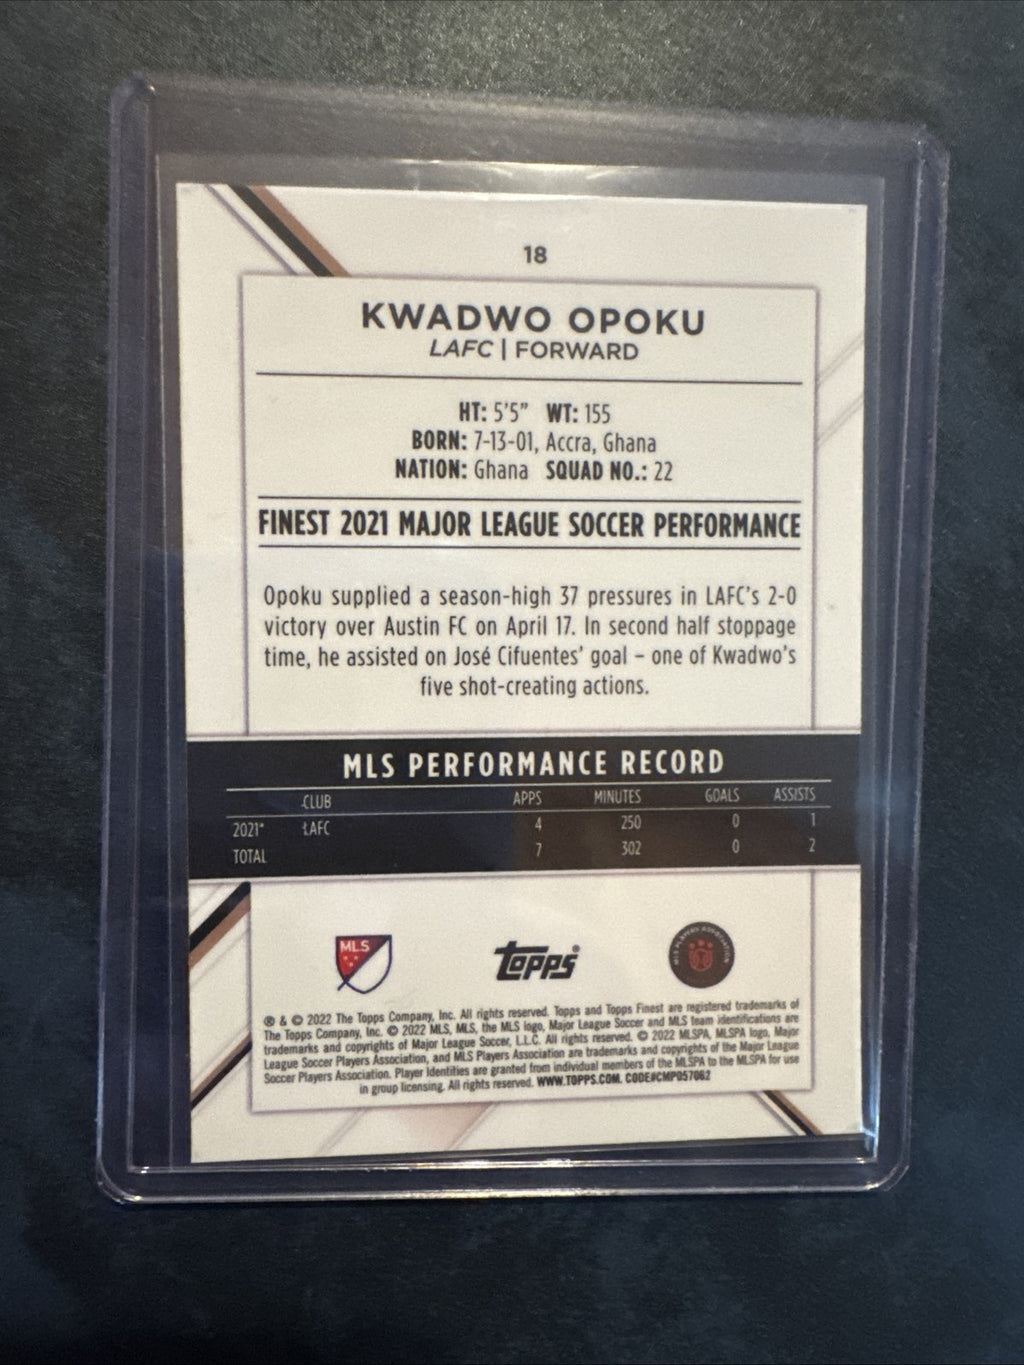 18
KWADWO OPOKU
LAFC | FORWARD
HT: 5'5" WT: 155
BORN: 7-13-01, Accra, Ghana
NATION: Ghana SQUAD NO.: 22
FINEST 2021 MAJOR LEAGUE SOCCER PERFORMANCE
Opoku supplied a season-high 37 pressures in LAFC's 2-0
victory over Austin FC on April 17. In second half stoppage
time, he assisted on José Cifuentes' goal – one of Kwadwo's
five shot-creating actions.
MLS PERFORMANCE RECORD
CLUB APPS MINUTES GOALS ASSISTS
2021* LAFC 4 250 0 1
TOTAL 7 302 0 2
MLS
Topps®
MLS PLAYERS ASSOCIATION
® & © 2022 The Topps Company, Inc. All rights reserved. Topps and Topps Finest are registered trademarks of
The Topps Company, Inc. © 2022 MLS, MLS, the MLS logo, Major League Soccer and MLS team identifications are
trademarks and copyrights of Major League Soccer, L.L.C. All rights reserved. © 2022 MLSPA, MLSPA logo, Major
League Soccer Players Association, and MLS Players Association are trademarks and copyrights of the Major League
Soccer Players Association. Player Identities are granted from individual members of the MLSPA to the MLSPA for use
in group licensing. All rights reserved. WWW.TOPPS.COM. CODE#CMP057062